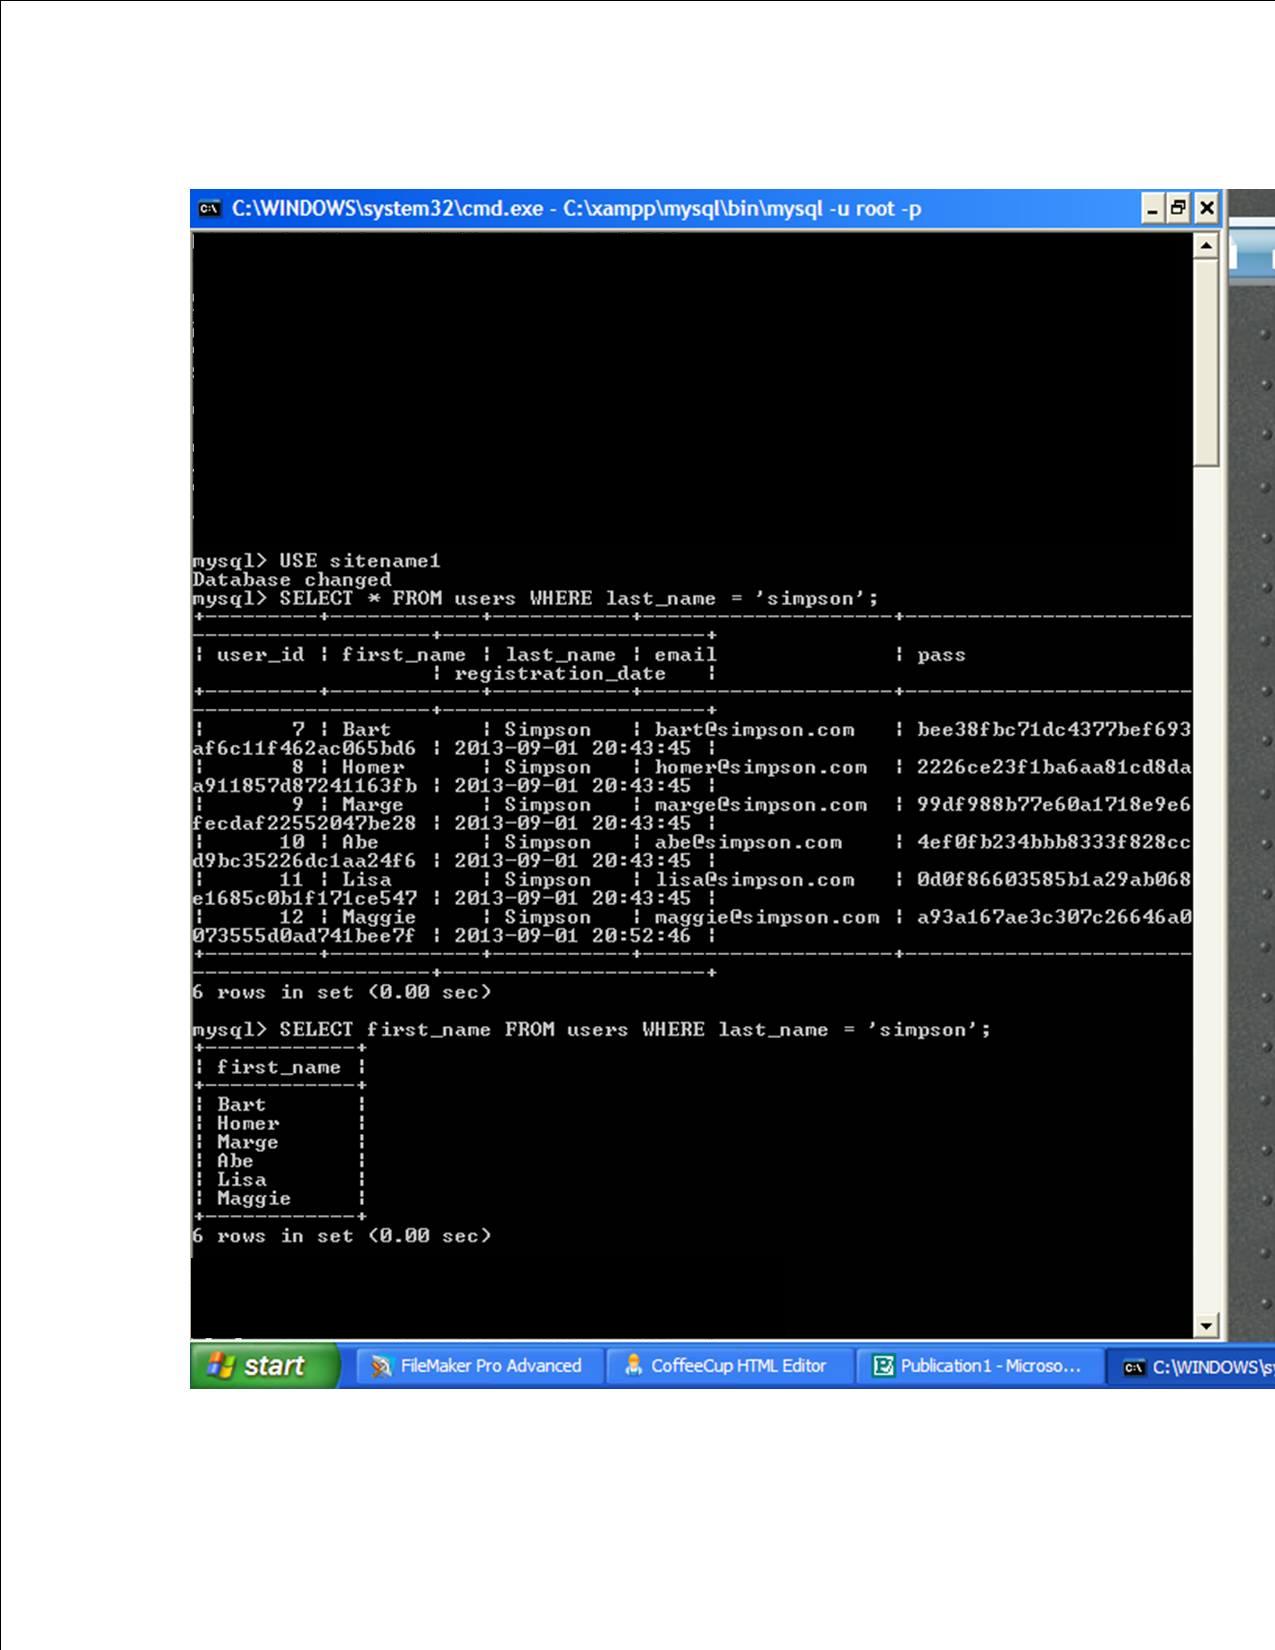 C:\WINDOWS\system32\cmd.exe - C:\xampp\mysql\bin\mysql -u root -p
mysql> USE sitename1
Database changed
mysql> SELECT * FROM users WHERE last_name = 'simpson';
+---------+------------+-----------+--------------------+-----------------------
-------------------+---------------------+
| user_id | first_name | last_name | email              | pass
                   | registration_date   |
+---------+------------+-----------+--------------------+-----------------------
-------------------+---------------------+
|       7 | Bart       | Simpson   | bart@simpson.com   | bee38fbc71dc4377bef693
af6c11f462ac065bd6 | 2013-09-01 20:43:45 |
|       8 | Homer      | Simpson   | homer@simpson.com  | 2226ce23f1ba6aa81cd8da
a911857d87241163fb | 2013-09-01 20:43:45 |
|       9 | Marge      | Simpson   | marge@simpson.com  | 99df988b77e60a1718e9e6
fecdaf22552047be28 | 2013-09-01 20:43:45 |
|      10 | Abe        | Simpson   | abe@simpson.com    | 4ef0fb234bbb8333f828cc
d9bc35226dc1aa24f6 | 2013-09-01 20:43:45 |
|      11 | Lisa       | Simpson   | lisa@simpson.com   | 0d0f86603585b1a29ab068
e1685c0b1f171ce547 | 2013-09-01 20:43:45 |
|      12 | Maggie     | Simpson   | maggie@simpson.com | a93a167ae3c307c26646a0
073555d0ad741bee7f | 2013-09-01 20:52:46 |
+---------+------------+-----------+--------------------+-----------------------
-------------------+---------------------+
6 rows in set (0.00 sec)
mysql> SELECT first_name FROM users WHERE last_name = 'simpson';
+------------+
| first_name |
+------------+
| Bart       |
| Homer      |
| Marge      |
| Abe        |
| Lisa       |
| Maggie     |
+------------+
6 rows in set (0.00 sec)
start FileMaker Pro Advanced CoffeeCup HTML Editor Publication1 - Microso... C:\WINDOWS\sy